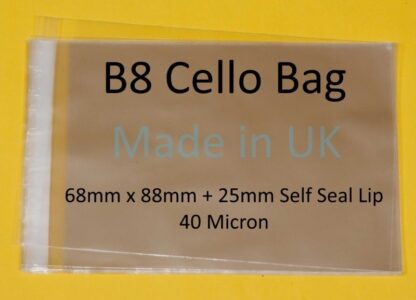 B8 Cello Bag
Made in UK
68mm x 88mm + 25mm Self Seal Lip
40 Micron